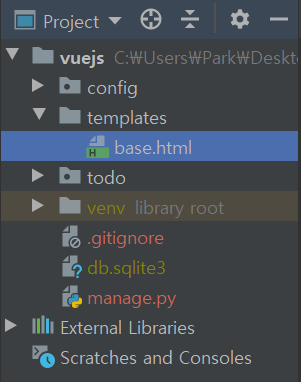 Project
vuejs C:₩Users₩Park₩Deskto
config
templates
base.html
todo
venv library root
.gitignore
db.sqlite3
manage.py
External Libraries
Scratches and Consoles